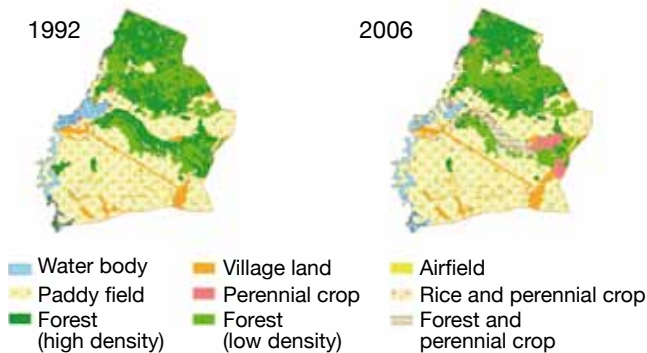 1992
2006
Water body
Village land
Airfield
Paddy field
Perennial crop
Rice and perennial crop
Forest
(high density)
Forest
(low density)
Forest and
perennial crop